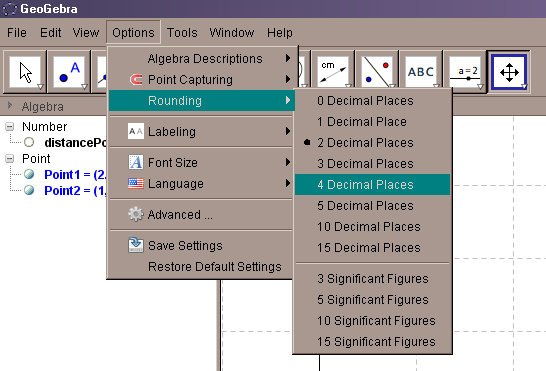 GeoGebra
File Edit View Options Tools Window Help
A cm ABC a=2
Algebra
Number
distancePo
Point
Point1 = (2,
Point2 = (1,
Algebra Descriptions
Point Capturing
Rounding
AA Labeling
A Font Size
Language
Advanced ...
Save Settings
Restore Default Settings
0 Decimal Places
1 Decimal Place
2 Decimal Places
3 Decimal Places
4 Decimal Places
5 Decimal Places
10 Decimal Places
15 Decimal Places
3 Significant Figures
5 Significant Figures
10 Significant Figures
15 Significant Figures